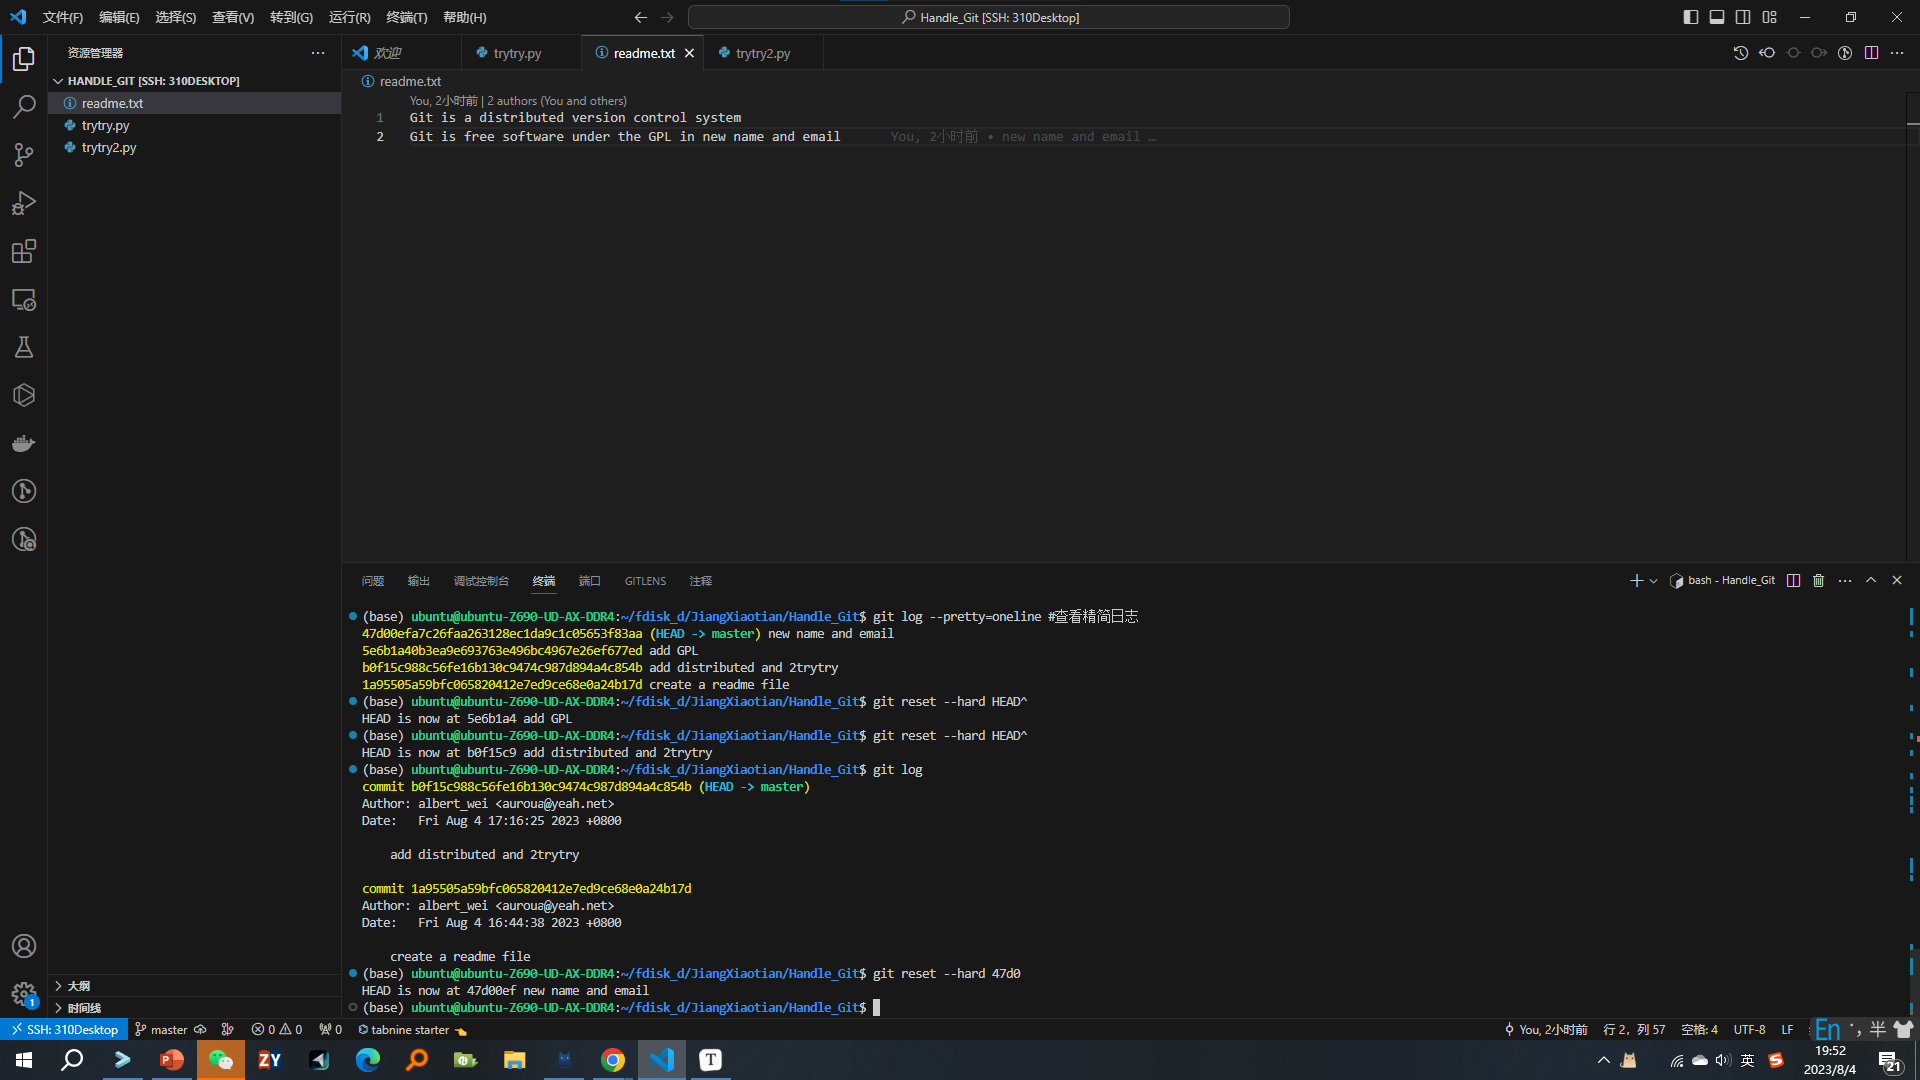 文件(F) 编辑(E) 选择(S) 查看(V) 转到(G) 运行(R) 终端(T) 帮助(H)
Handle_Git [SSH: 310Desktop]
资源管理器
HANDLE_GIT [SSH: 310DESKTOP]
readme.txt
trytry.py
trytry2.py
大纲
时间线
欢迎 trytry.py readme.txt trytry2.py
readme.txt
You, 2小时前 | 2 authors (You and others)
1 Git is a distributed version control system
2 Git is free software under the GPL in new name and email You, 2小时前 • new name and email …
问题 输出 调试控制台 终端 端口 GITLENS 注释
bash - Handle_Git
(base) ubuntu@ubuntu-Z690-UD-AX-DDR4:~/fdisk_d/JiangXiaotian/Handle_Git$ git log --pretty=oneline #查看精简日志
47d00efa7c26faa263128ec1da9c1c05653f83aa (HEAD -> master) new name and email
5e6b1a40b3ea9e693763e496bc4967e26ef677ed add GPL
b0f15c988c56fe16b130c9474c987d894a4c854b add distributed and 2trytry
1a95505a59bfc065820412e7ed9ce68e0a24b17d create a readme file
(base) ubuntu@ubuntu-Z690-UD-AX-DDR4:~/fdisk_d/JiangXiaotian/Handle_Git$ git reset --hard HEAD^
HEAD is now at 5e6b1a4 add GPL
(base) ubuntu@ubuntu-Z690-UD-AX-DDR4:~/fdisk_d/JiangXiaotian/Handle_Git$ git reset --hard HEAD^
HEAD is now at b0f15c9 add distributed and 2trytry
(base) ubuntu@ubuntu-Z690-UD-AX-DDR4:~/fdisk_d/JiangXiaotian/Handle_Git$ git log
commit b0f15c988c56fe16b130c9474c987d894a4c854b (HEAD -> master)
Author: albert_wei <auroua@yeah.net>
Date:   Fri Aug 4 17:16:25 2023 +0800
add distributed and 2trytry
commit 1a95505a59bfc065820412e7ed9ce68e0a24b17d
Author: albert_wei <auroua@yeah.net>
Date:   Fri Aug 4 16:44:38 2023 +0800
create a readme file
(base) ubuntu@ubuntu-Z690-UD-AX-DDR4:~/fdisk_d/JiangXiaotian/Handle_Git$ git reset --hard 47d0
HEAD is now at 47d00ef new name and email
(base) ubuntu@ubuntu-Z690-UD-AX-DDR4:~/fdisk_d/JiangXiaotian/Handle_Git$
1
SSH: 310Desktop master 0 0 0 tabnine starter You, 2小时前 行 2, 列 57 空格: 4 UTF-8 LF En 半
ZY T 英 19:52
2023/8/4 21